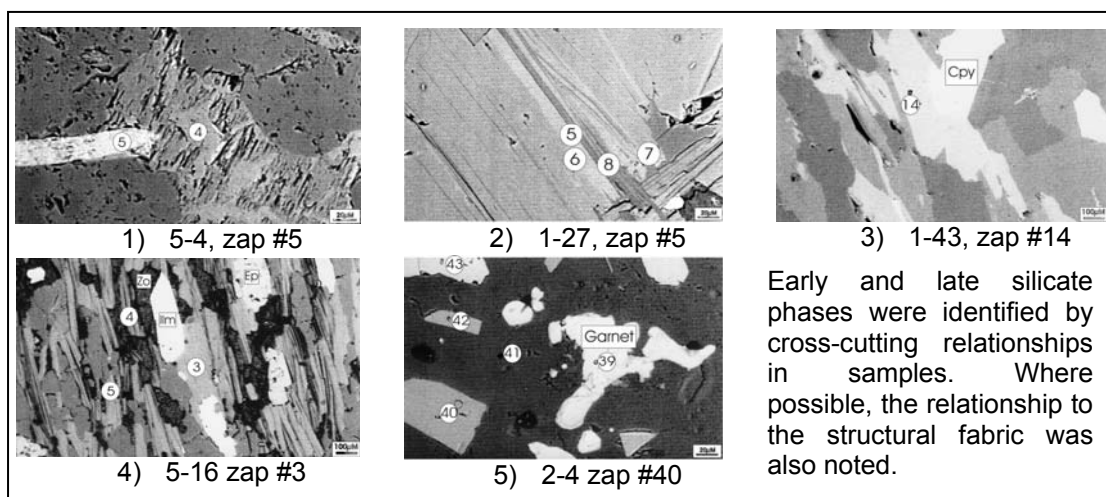 5
4
20µM
1) 5-4, zap #5
5
6
8
7
20µM
2) 1-27, zap #5
Cpy
14
100µM
3) 1-43, zap #14
Zo
Ep
4
Ilm
3
5
100µM
4) 5-16 zap #3
43
42
Garnet
41
39
40
20µM
5) 2-4 zap #40
Early and late silicate
phases were identified by
cross-cutting relationships
in samples. Where
possible, the relationship to
the structural fabric was
also noted.